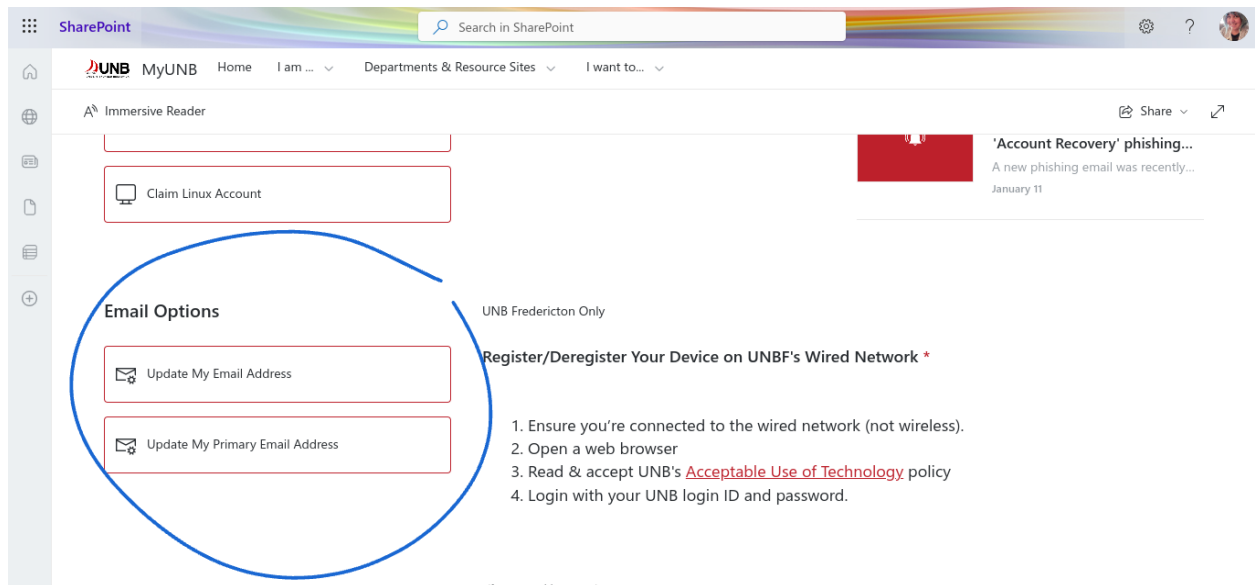 SharePoint
Search in SharePoint
?
UNB MyUNB Home I am ... Departments & Resource Sites I want to...
Immersive Reader
Share
'Account Recovery' phishing...
A new phishing email was recently...
January 11
Claim Linux Account
Email Options
Update My Email Address
Update My Primary Email Address
UNB Fredericton Only
Register/Deregister Your Device on UNBF's Wired Network *
1. Ensure you're connected to the wired network (not wireless).
2. Open a web browser
3. Read & accept UNB's Acceptable Use of Technology policy
4. Login with your UNB login ID and password.